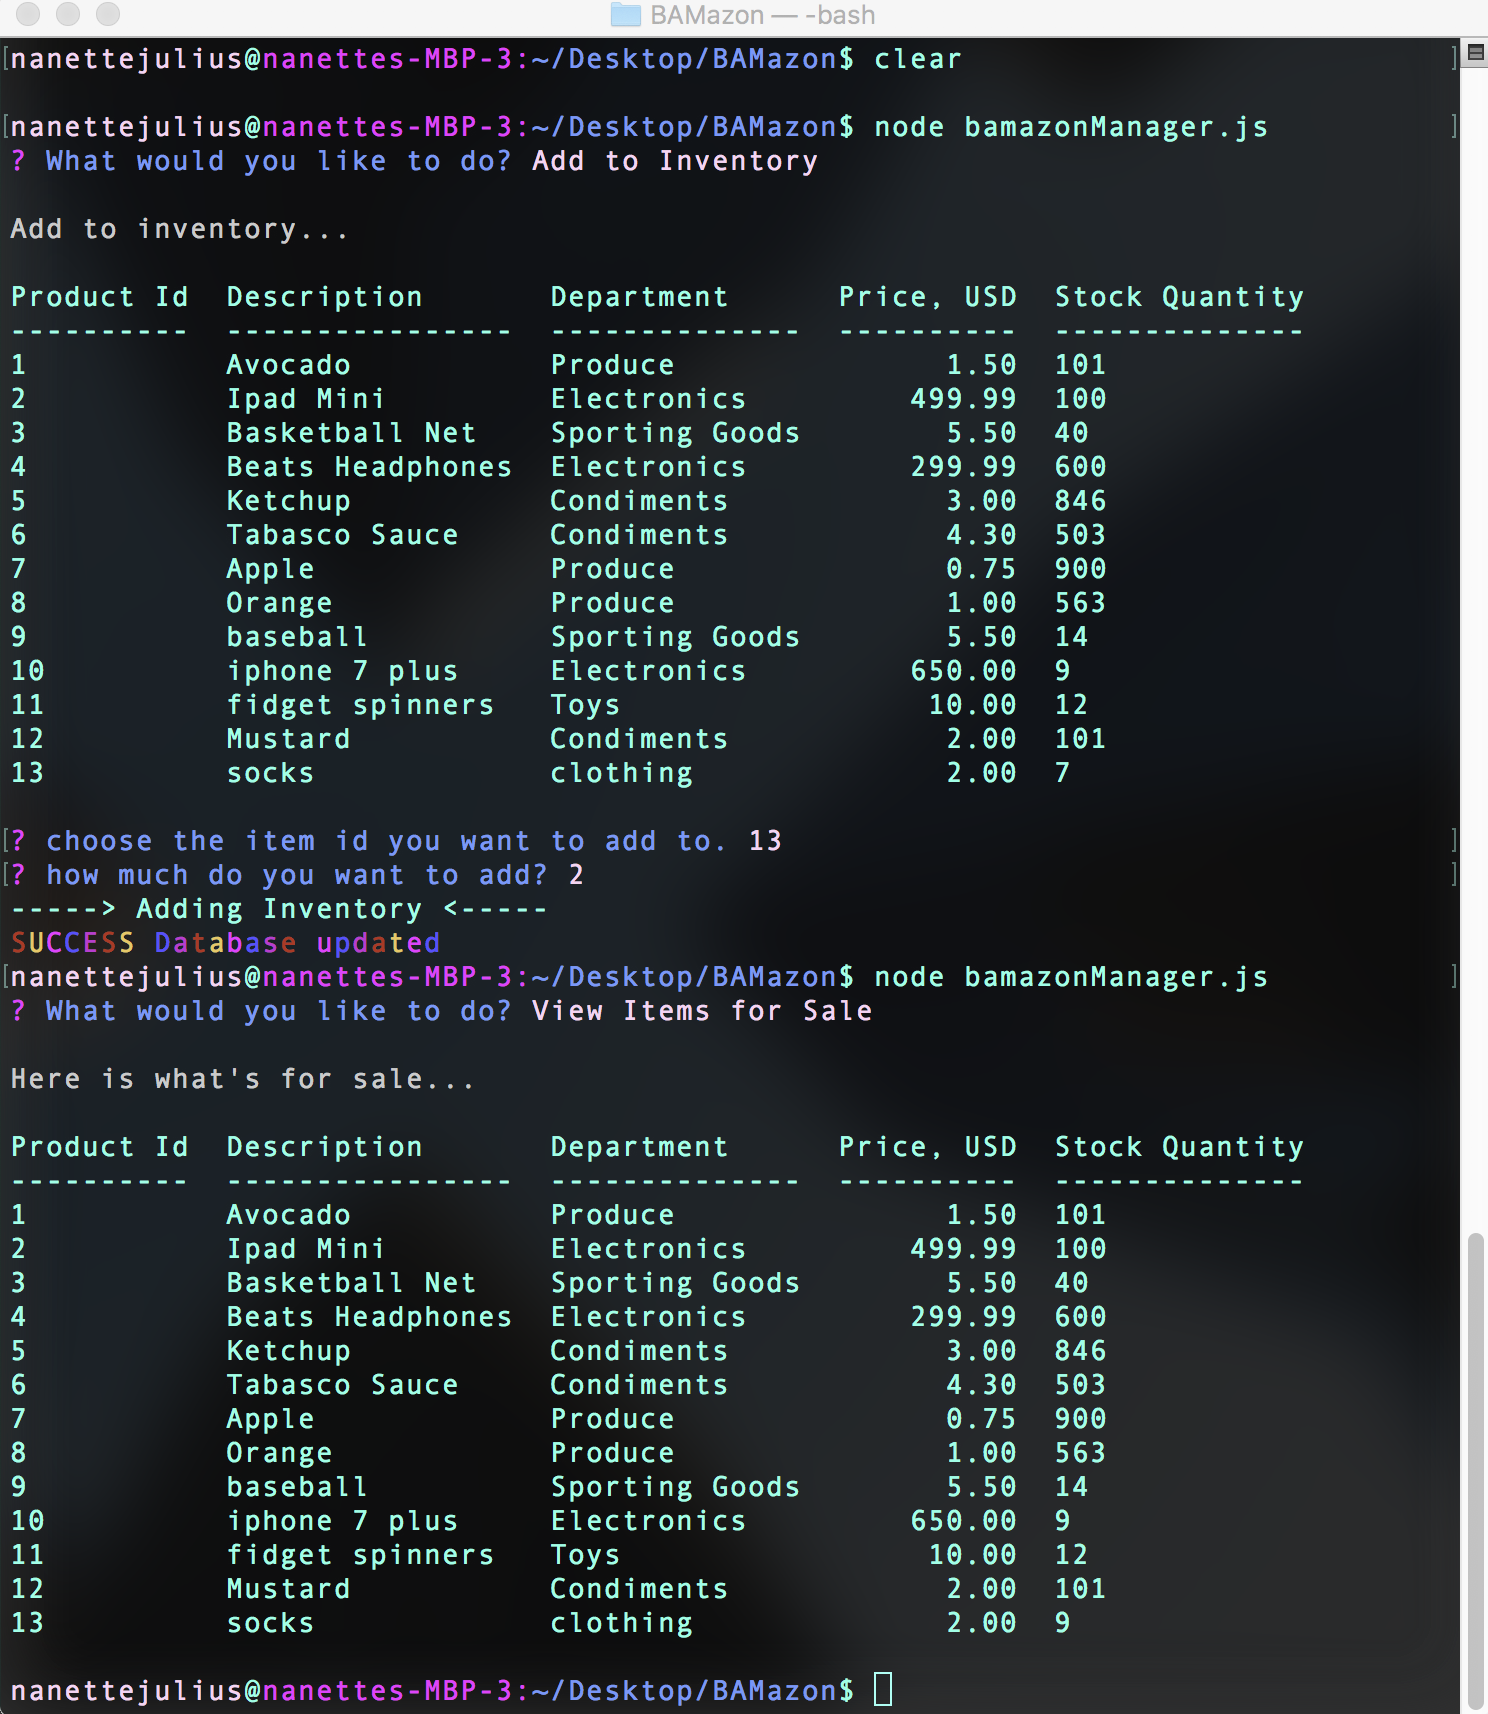 BAMazon — -bash
[nanettejulius@nanettes-MBP-3:~/Desktop/BAMazon$ clear ]
[nanettejulius@nanettes-MBP-3:~/Desktop/BAMazon$ node bamazonManager.js ]
? What would you like to do? Add to Inventory
Add to inventory...
Product Id  Description       Department      Price, USD  Stock Quantity
----------  ----------------  --------------  ----------  --------------
1           Avocado           Produce               1.50  101
2           Ipad Mini         Electronics         499.99  100
3           Basketball Net    Sporting Goods        5.50  40
4           Beats Headphones  Electronics         299.99  600
5           Ketchup           Condiments            3.00  846
6           Tabasco Sauce     Condiments            4.30  503
7           Apple             Produce               0.75  900
8           Orange            Produce               1.00  563
9           baseball          Sporting Goods        5.50  14
10          iphone 7 plus     Electronics         650.00  9
11          fidget spinners   Toys                 10.00  12
12          Mustard           Condiments            2.00  101
13          socks             clothing              2.00  7
[? choose the item id you want to add to. 13 ]
[? how much do you want to add? 2 ]
-----> Adding Inventory <-----
SUCCESS Database updated
[nanettejulius@nanettes-MBP-3:~/Desktop/BAMazon$ node bamazonManager.js ]
? What would you like to do? View Items for Sale
Here is what's for sale...
Product Id  Description       Department      Price, USD  Stock Quantity
----------  ----------------  --------------  ----------  --------------
1           Avocado           Produce               1.50  101
2           Ipad Mini         Electronics         499.99  100
3           Basketball Net    Sporting Goods        5.50  40
4           Beats Headphones  Electronics         299.99  600
5           Ketchup           Condiments            3.00  846
6           Tabasco Sauce     Condiments            4.30  503
7           Apple             Produce               0.75  900
8           Orange            Produce               1.00  563
9           baseball          Sporting Goods        5.50  14
10          iphone 7 plus     Electronics         650.00  9
11          fidget spinners   Toys                 10.00  12
12          Mustard           Condiments            2.00  101
13          socks             clothing              2.00  9
nanettejulius@nanettes-MBP-3:~/Desktop/BAMazon$